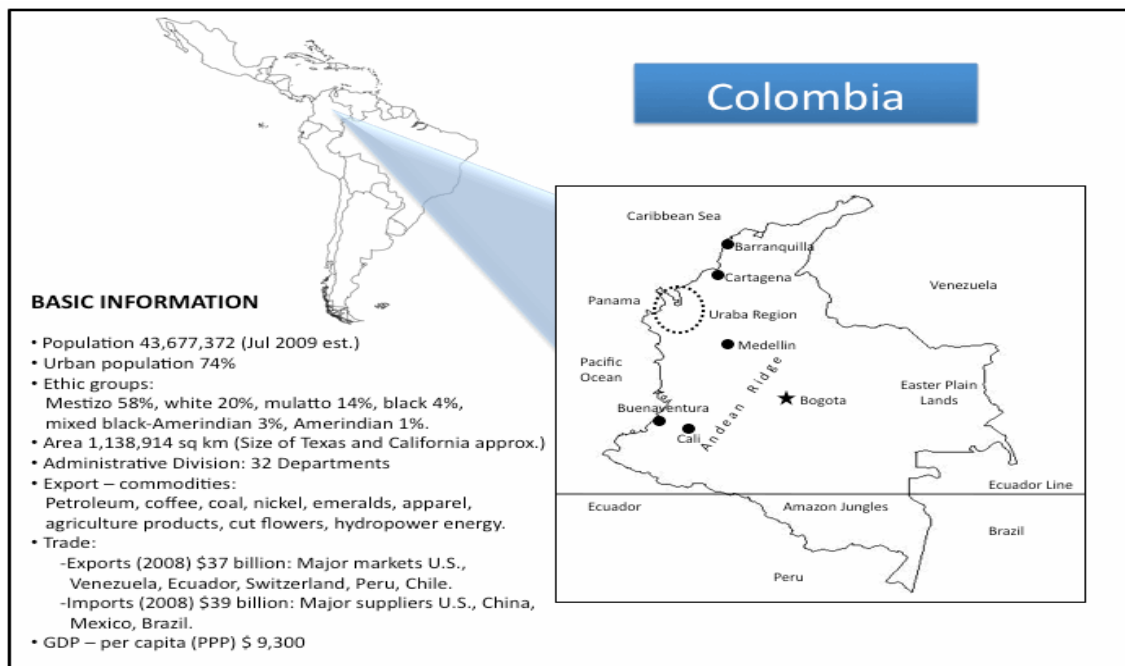 Colombia
BASIC INFORMATION
• Population 43,677,372 (Jul 2009 est.)
• Urban population 74%
• Ethic groups:
Mestizo 58%, white 20%, mulatto 14%, black 4%,
mixed black-Amerindian 3%, Amerindian 1%.
• Area 1,138,914 sq km (Size of Texas and California approx.)
• Administrative Division: 32 Departments
• Export – commodities:
Petroleum, coffee, coal, nickel, emeralds, apparel,
agriculture products, cut flowers, hydropower energy.
• Trade:
-Exports (2008) $37 billion: Major markets U.S.,
Venezuela, Ecuador, Switzerland, Peru, Chile.
-Imports (2008) $39 billion: Major suppliers U.S., China,
Mexico, Brazil.
• GDP – per capita (PPP) $ 9,300
Caribbean Sea
Barranquilla
Cartagena
Venezuela
Panama
Uraba Region
Medellin
Pacific
Ocean
Andean Ridge
Easter Plain
Lands
Bogota
Buenaventura
Cali
Ecuador Line
Ecuador
Amazon Jungles
Brazil
Peru